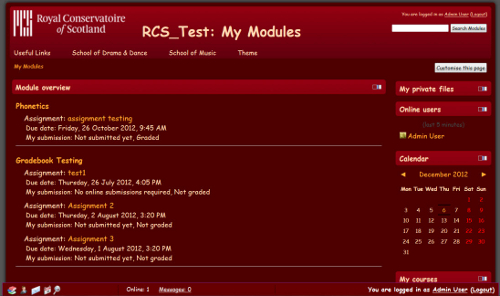 Royal Conservatoire
of Scotland
RCS_Test: My Modules
You are logged in as Admin User (Logout)
Search Modules
Useful Links School of Drama & Dance School of Music Theme
My Modules
Customise this page
Module overview
Phonetics
Assignment: assignment testing
Due date: Friday, 26 October 2012, 9:45 AM
My submission: Not submitted yet, Graded
Gradebook Testing
Assignment: test1
Due date: Thursday, 26 July 2012, 4:05 PM
My submission: No online submissions required, Not graded
Assignment: Assignment 2
Due date: Thursday, 2 August 2012, 3:20 PM
My submission: Not submitted yet, Not graded
Assignment: Assignment 3
Due date: Wednesday, 1 August 2012, 3:20 PM
My submission: Not submitted yet, Not graded
My private files
Online users
(last 5 minutes)
Admin User
Calendar
◄ December 2012 ►
Mon Tue Wed Thu Fri Sat Sun
1 2
3 4 5 6 7 8 9
10 11 12 13 14 15 16
17 18 19 20 21 22 23
24 25 26 27 28 29 30
31
My courses
Online: 1 Messages: 0
You are logged in as Admin User (Logout)